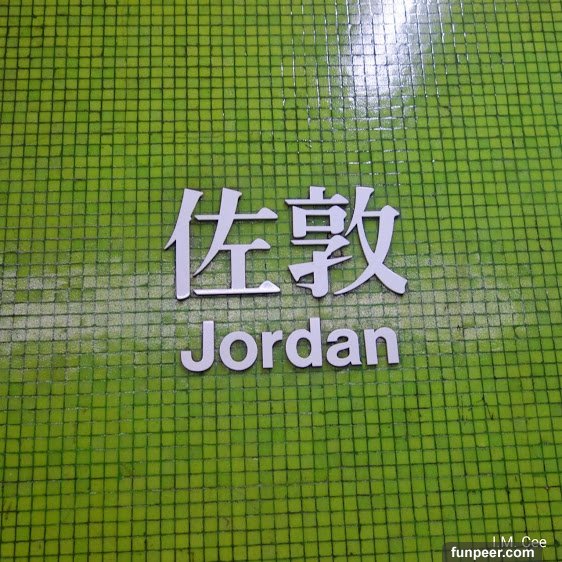 佐敦
Jordan
I.M. Cee
funpeer.com